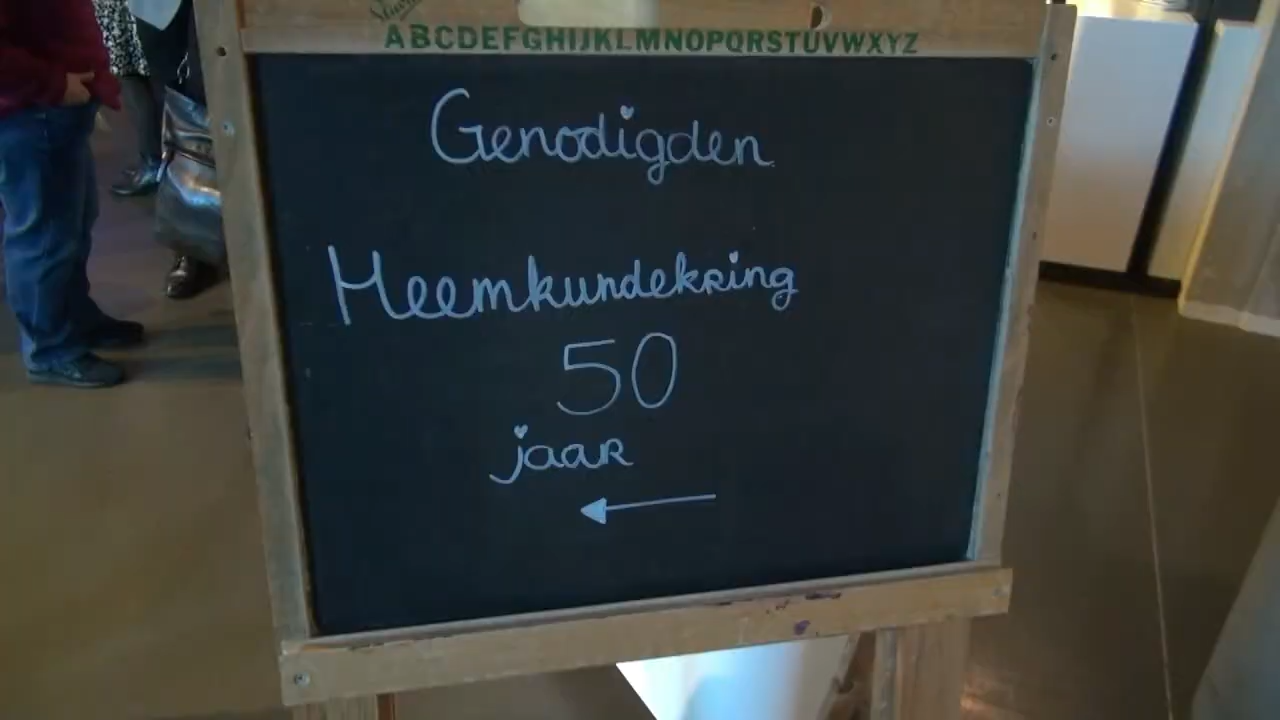 ABCDEFGHIJKLMNOPQRSTUVWXYZ
Genodigden
Heemkundekring
50
jaar